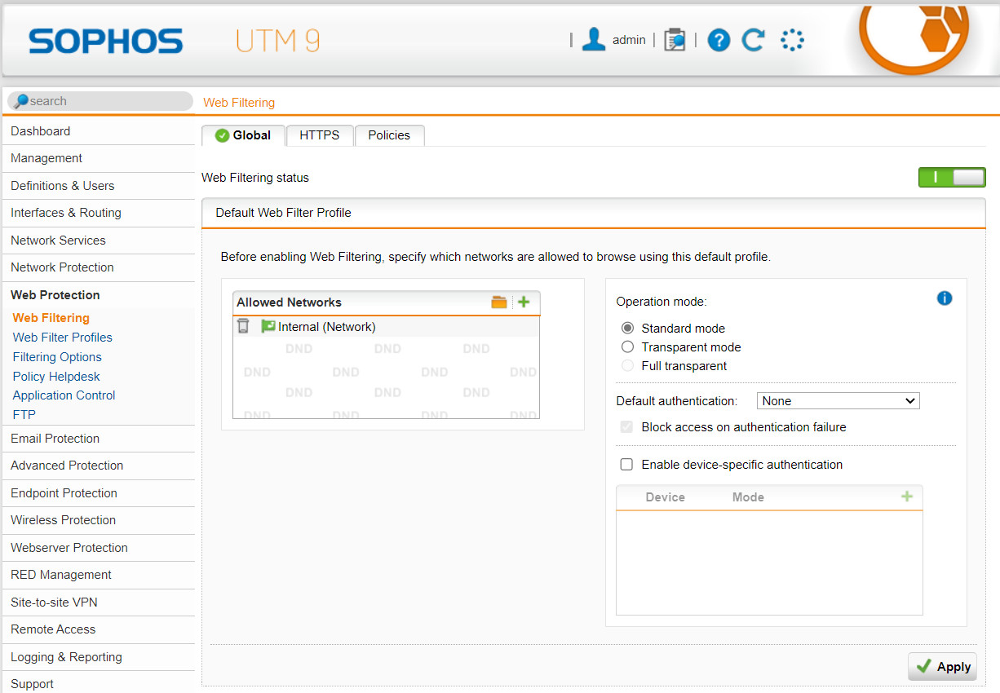 SOPHOS UTM 9 | admin | | ?
search
Web Filtering
Dashboard
Management
Definitions & Users
Interfaces & Routing
Network Services
Network Protection
Web Protection
Web Filtering
Web Filter Profiles
Filtering Options
Policy Helpdesk
Application Control
FTP
Email Protection
Advanced Protection
Endpoint Protection
Wireless Protection
Webserver Protection
RED Management
Site-to-site VPN
Remote Access
Logging & Reporting
Support
Global HTTPS Policies
Web Filtering status
Default Web Filter Profile
Before enabling Web Filtering, specify which networks are allowed to browse using this default profile.
Allowed Networks
Internal (Network)
DND DND DND
DND DND DND DND
DND DND DND
DND DND DND DND
Operation mode:
Standard mode
Transparent mode
Full transparent
Default authentication: None
Block access on authentication failure
Enable device-specific authentication
Device Mode
Apply